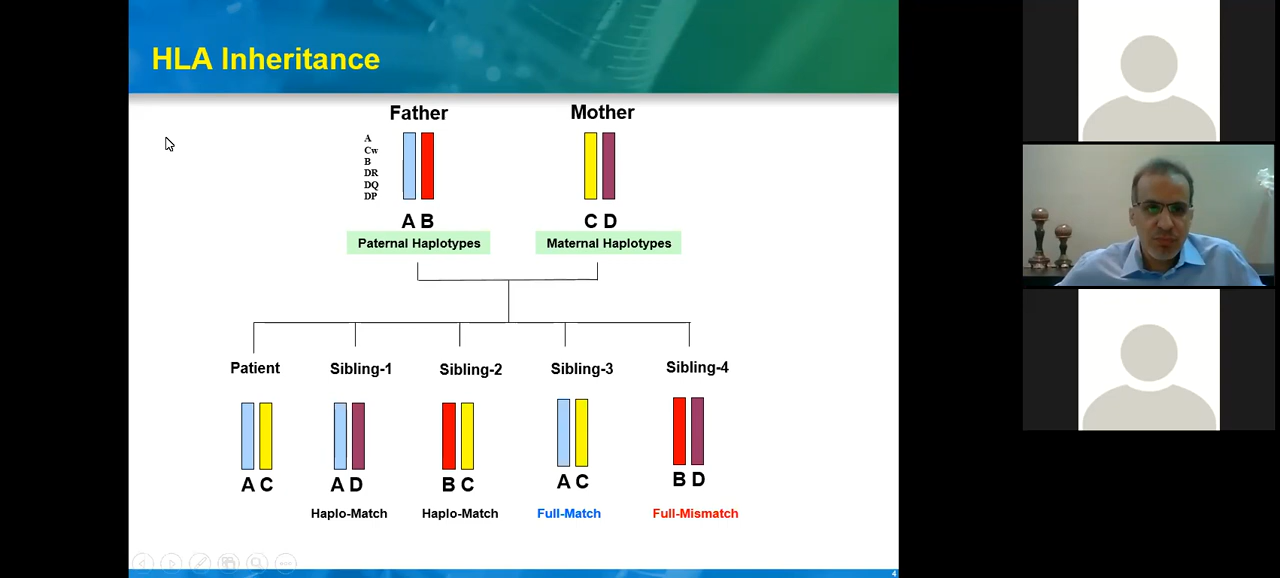 HLA Inheritance
Father Mother
A
Cw
B
DR
DQ
DP
A B C D
Paternal Haplotypes Maternal Haplotypes
Patient Sibling-1 Sibling-2 Sibling-3 Sibling-4
A C A D B C A C B D
Haplo-Match Haplo-Match Full-Match Full-Mismatch
4